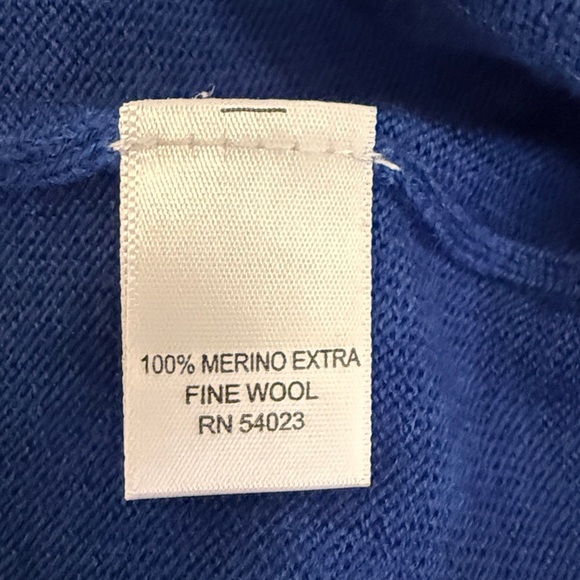 100% MERINO EXTRA
FINE WOOL
RN 54023